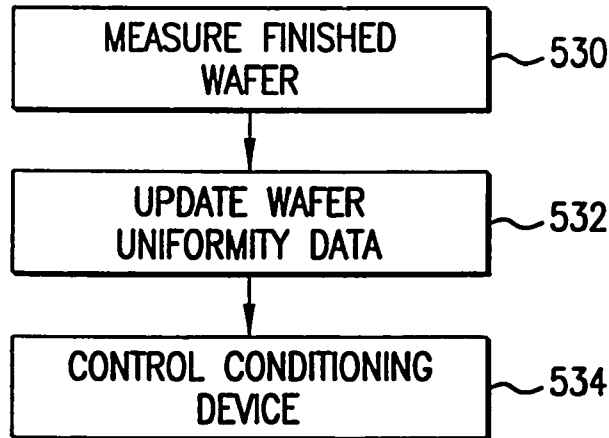 MEASURE FINISHED
WAFER
530
UPDATE WAFER
UNIFORMITY DATA
532
CONTROL CONDITIONING
DEVICE
534